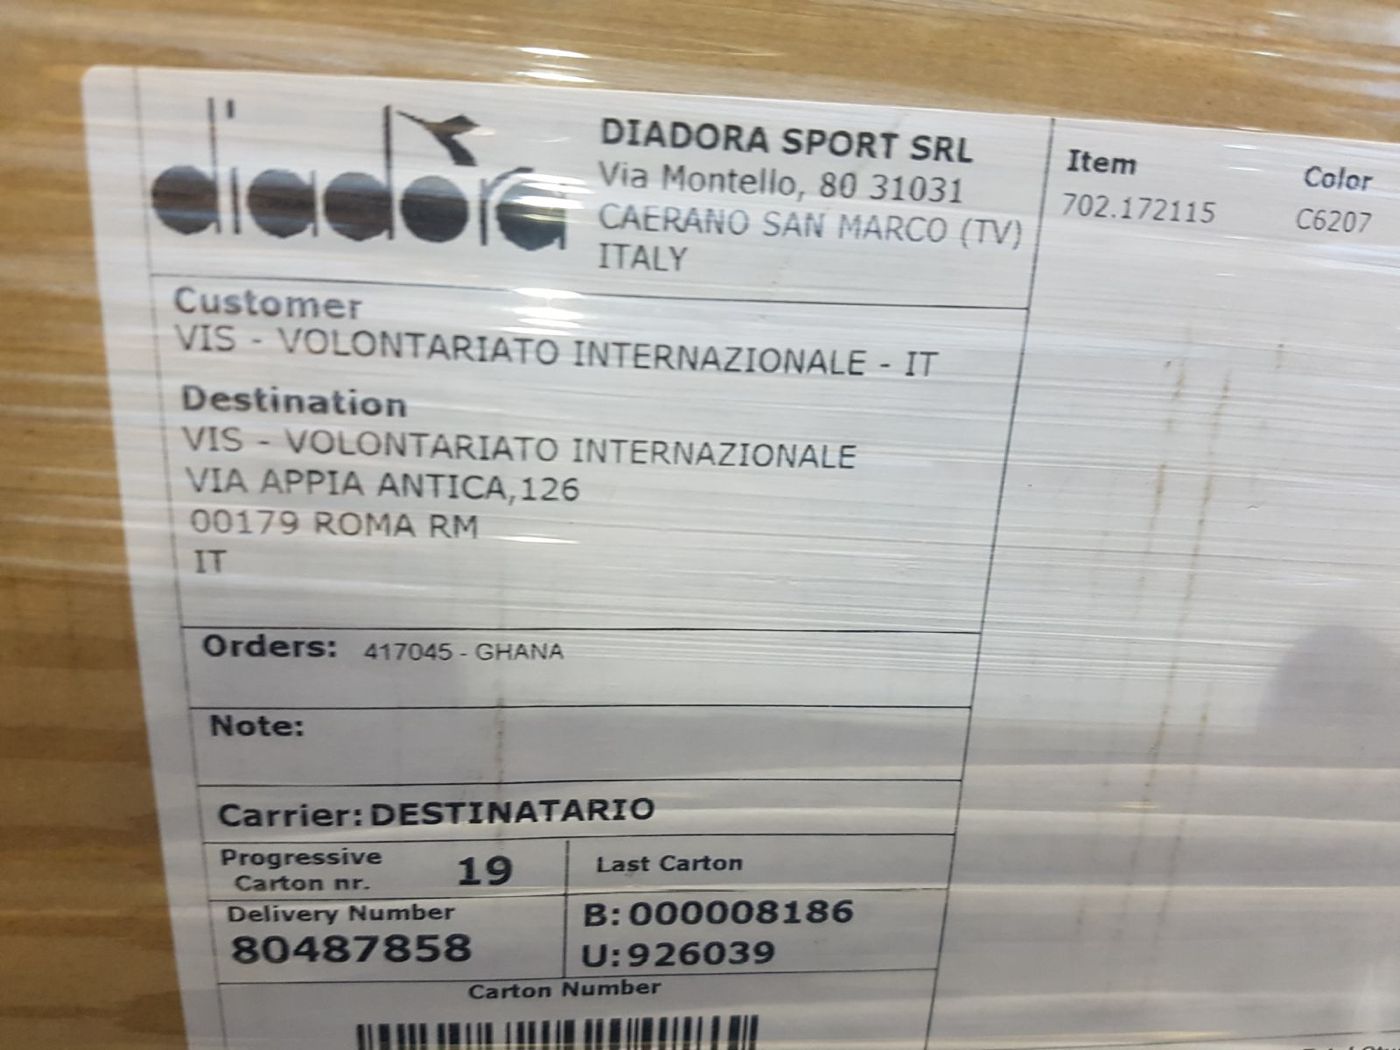 diadora
DIADORA SPORT SRL
Via Montello, 80 31031
CAERANO SAN MARCO (TV)
ITALY
Item
702.172115
Color
C6207
Customer
VIS - VOLONTARIATO INTERNAZIONALE - IT
Destination
VIS - VOLONTARIATO INTERNAZIONALE
VIA APPIA ANTICA,126
00179 ROMA RM
IT
Orders: 417045 - GHANA
Note:
Carrier: DESTINATARIO
Progressive
Carton nr. 19
Last Carton
Delivery Number
80487858
B: 000008186
U: 926039
Carton Number